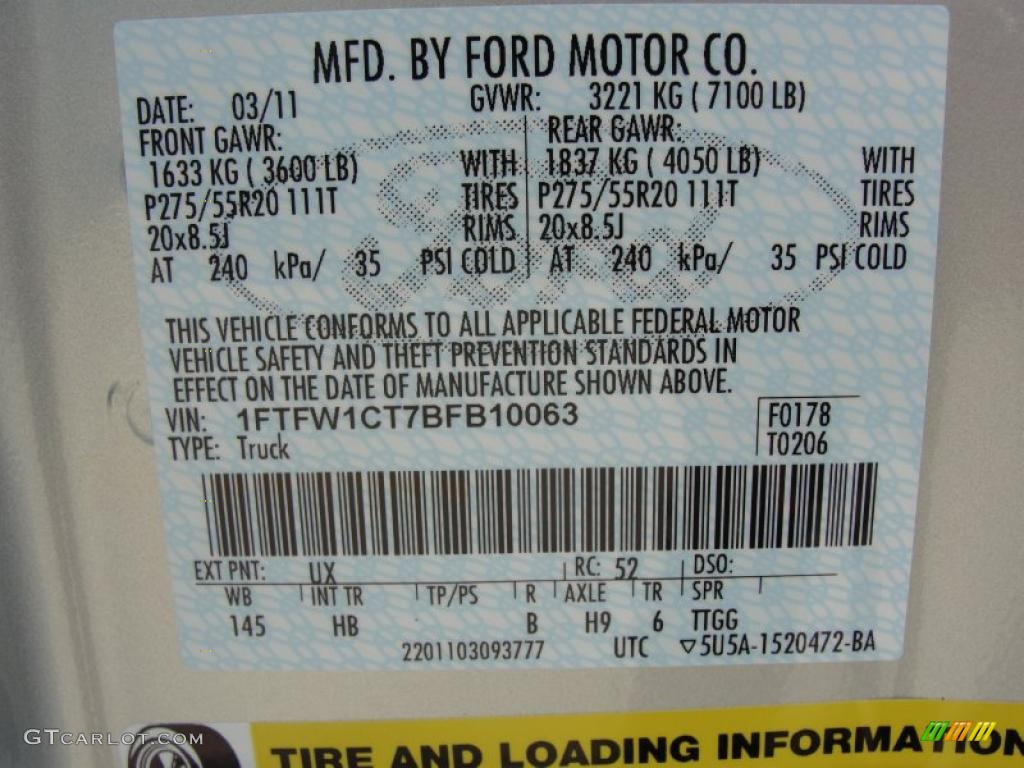 MFD. BY FORD MOTOR CO.
DATE: 03/11 GVWR: 3221 KG ( 7100 LB)
FRONT GAWR: REAR GAWR:
1633 KG ( 3600 LB) WITH 1837 KG ( 4050 LB) WITH
P275/55R20 111T TIRES P275/55R20 111T TIRES
20x8.5J RIMS 20x8.5J RIMS
AT 240 kPa/ 35 PSI COLD AT 240 kPa/ 35 PSI COLD
THIS VEHICLE CONFORMS TO ALL APPLICABLE FEDERAL MOTOR
VEHICLE SAFETY AND THEFT PREVENTION STANDARDS IN
EFFECT ON THE DATE OF MANUFACTURE SHOWN ABOVE.
VIN: 1FTFW1CT7BFB10063 F0178
TYPE: Truck T0206
EXT PNT: UX RC: 52 DSO:
WB INT TR TP/PS R AXLE TR SPR
145 HB B H9 6 TTGG
2201103093777 UTC ▽5U5A-1520472-BA
TIRE AND LOADING INFORMATION
GTCARLOT.COM